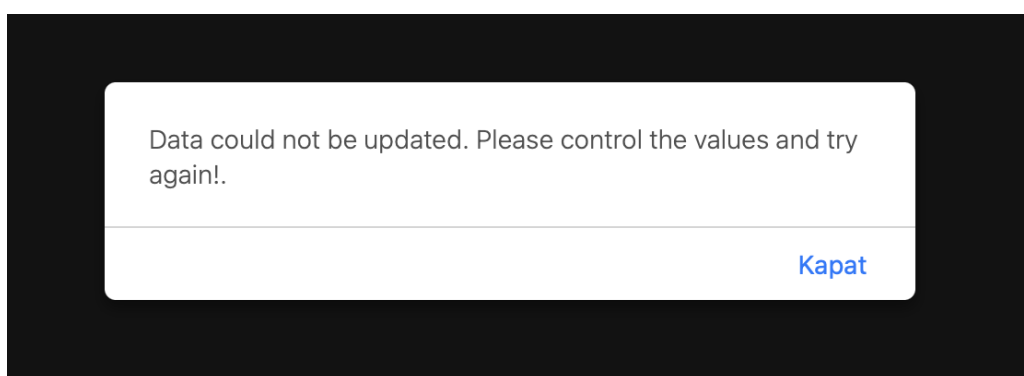 Data could not be updated. Please control the values and try
again!.
Kapat